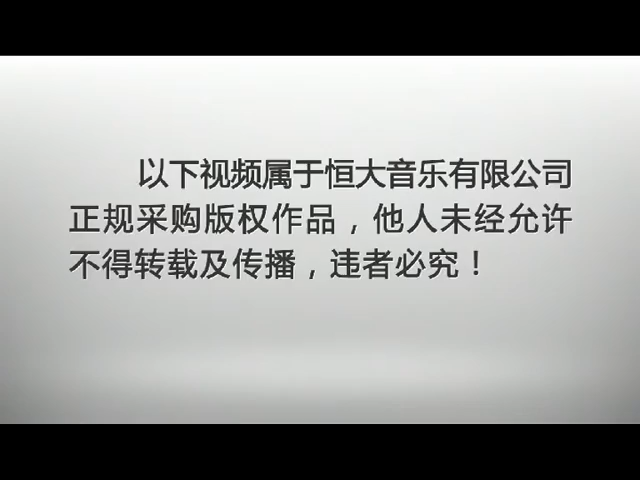 以下视频属于恒大音乐有限公司
正规采购版权作品，他人未经允许
不得转载及传播，违者必究！